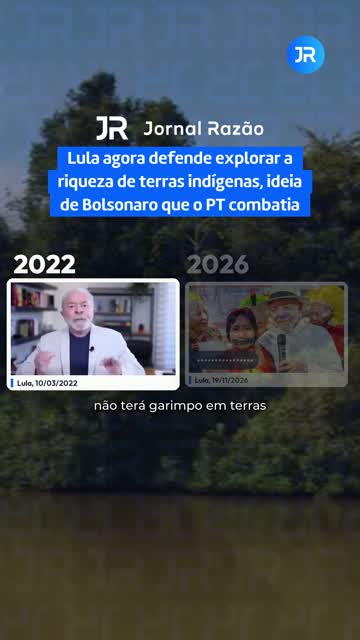 JR
JR Jornal Razão
Lula agora defende explorar a
riqueza de terras indígenas, ideia
de Bolsonaro que o PT combatia
2022
2026
Lula, 10/03/2022
Lula, 19/11/2026
não terá garimpo em terras